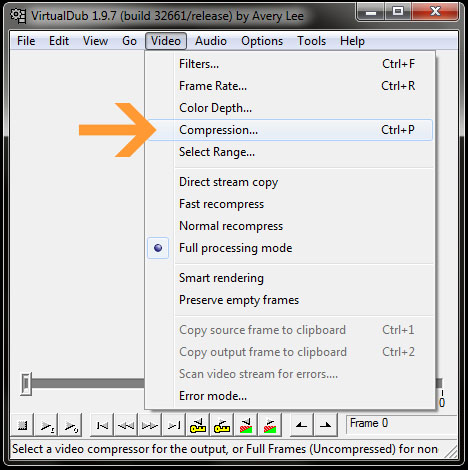 VirtualDub 1.9.7 (build 32661/release) by Avery Lee
File Edit View Go Video Audio Options Tools Help
Filters... Ctrl+F
Frame Rate... Ctrl+R
Color Depth...
Compression... Ctrl+P
Select Range...
Direct stream copy
Fast recompress
Normal recompress
Full processing mode
Smart rendering
Preserve empty frames
Copy source frame to clipboard Ctrl+1
Copy output frame to clipboard Ctrl+2
Scan video stream for errors....
Error mode...
0
Frame 0
Select a video compressor for the output, or Full Frames (Uncompressed) for non